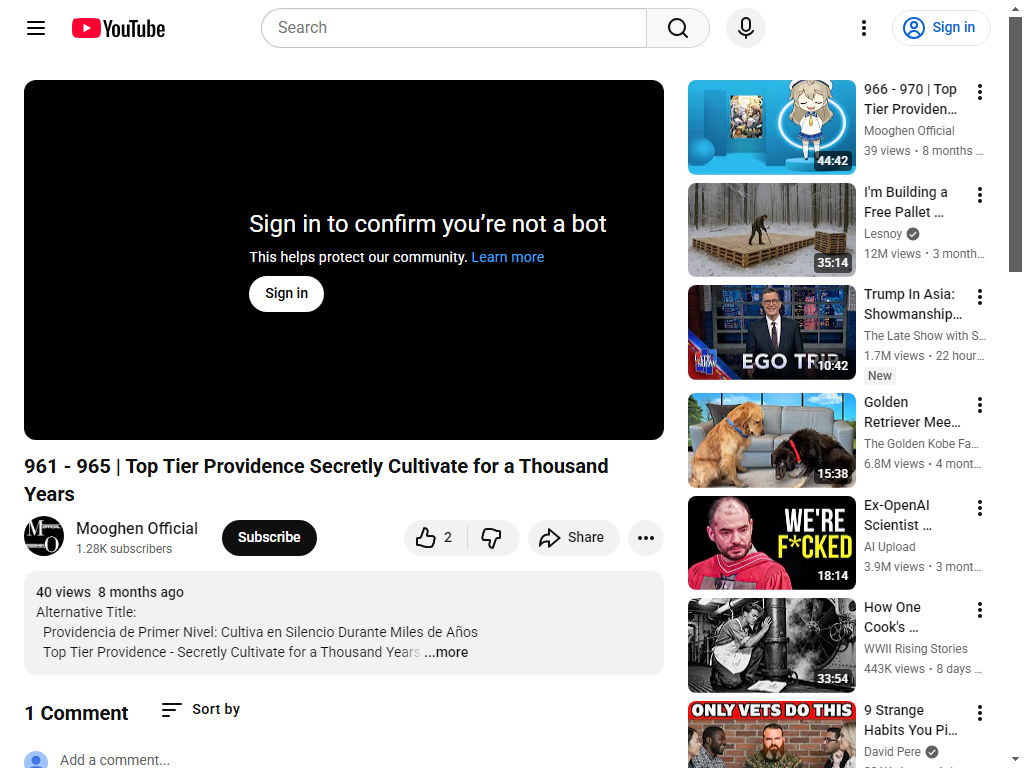 YouTube
Search
Sign in
Sign in to confirm you’re not a bot
This helps protect our community. Learn more
Sign in
961 - 965 | Top Tier Providence Secretly Cultivate for a Thousand
Years
Mooghen Official
1.28K subscribers
Subscribe
2
Share
40 views 8 months ago
Alternative Title:
Providencia de Primer Nivel: Cultiva en Silencio Durante Miles de Años
Top Tier Providence - Secretly Cultivate for a Thousand Years ...more
1 Comment
Sort by
Add a comment...
44:42
966 - 970 | Top
Tier Providen…
Mooghen Official
39 views • 8 months …
35:14
I'm Building a
Free Pallet …
Lesnoy
12M views • 3 month…
LATE SHOW
EGO TRIP
10:42
Trump In Asia:
Showmanship…
The Late Show with S…
1.7M views • 22 hour…
New
15:38
Golden
Retriever Mee…
The Golden Kobe Fa…
6.8M views • 4 mont…
WE'RE
F*CKED
18:14
Ex-OpenAI
Scientist …
AI Upload
3.9M views • 3 mont…
33:54
How One
Cook's …
WWII Rising Stories
443K views • 8 days …
ONLY VETS DO THIS
9 Strange
Habits You Pi…
David Pere